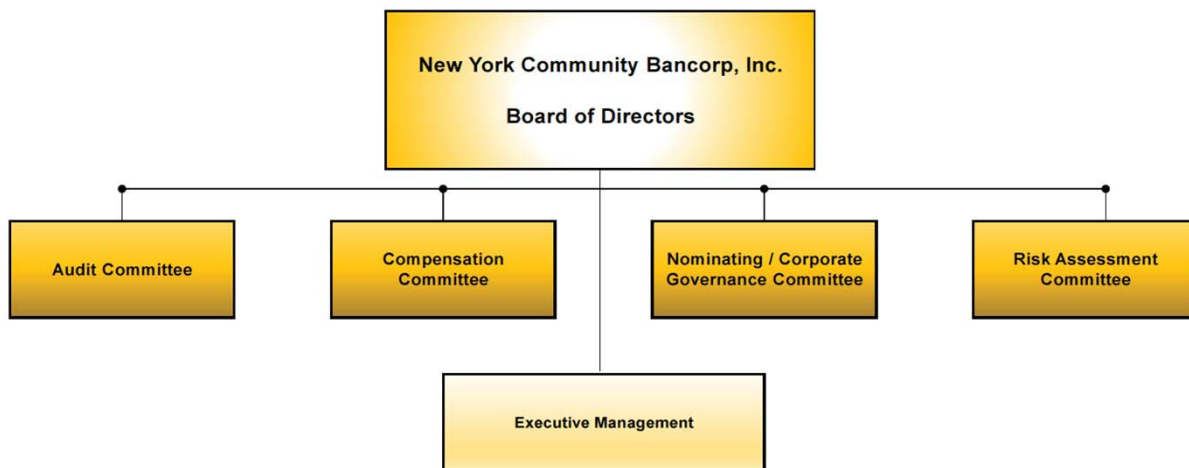 New York Community Bancorp, Inc.
Board of Directors
Audit Committee
Compensation
Committee
Nominating / Corporate
Governance Committee
Risk Assessment
Committee
Executive Management